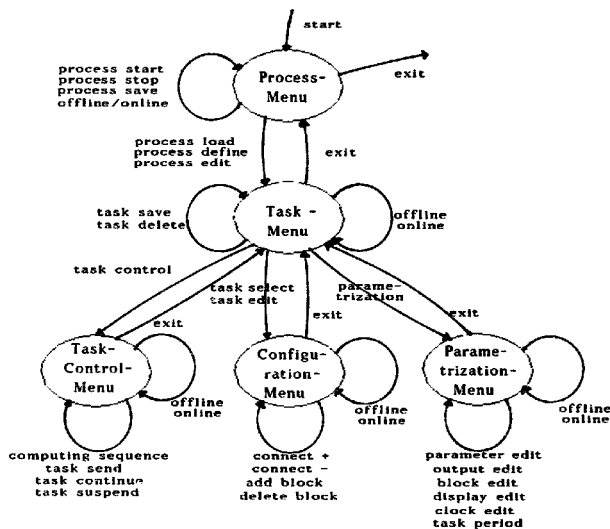 start
process start
process stop
process save
offline/online
Process-
Menu
exit
process load
process define
process edit
exit
task save
task delete
Task -
Menu
offline
online
task control
task select
task edit
parame-
trization
exit
exit
exit
Task-
Control-
Menu
offline
online
Configu-
ration-
Menu
offline
online
Parame-
trization-
Menu
offline
online
computing sequence
task send
task continue
task suspend
connect +
connect -
add block
delete block
parameter edit
output edit
block edit
display edit
clock edit
task period